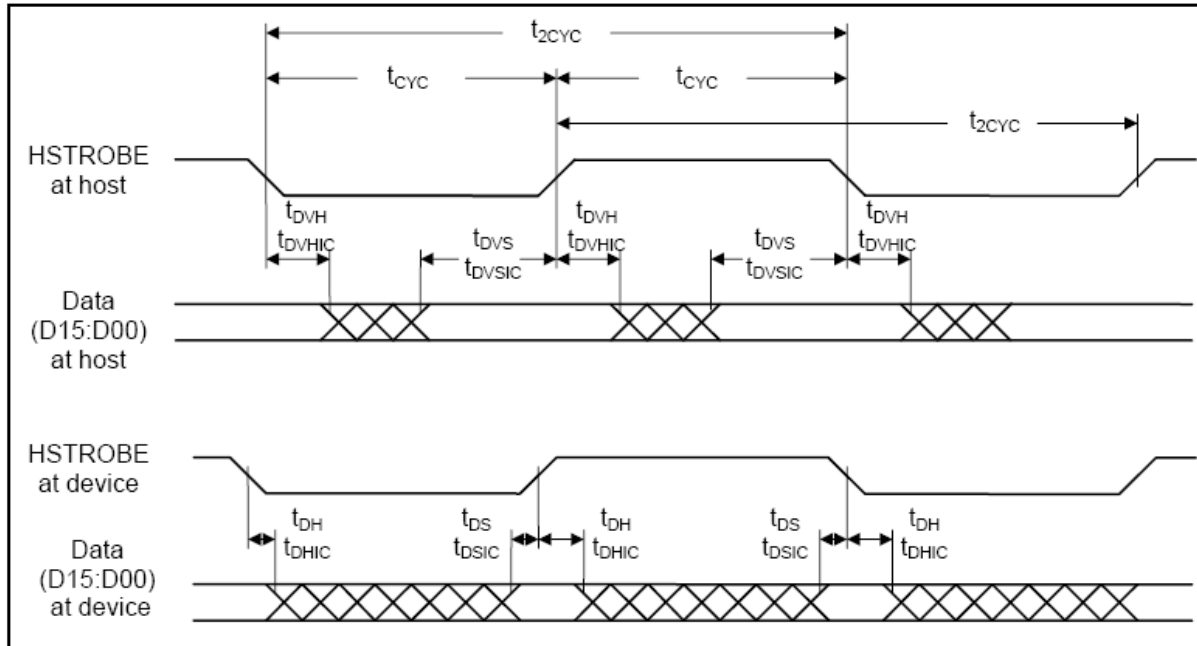 t2CYC
tCYC tCYC
t2CYC
HSTROBE
at host
tDVH tDVH tDVH
tDVHIC tDVS tDVHIC tDVS tDVHIC
tDVSIC tDVSIC
Data
(D15:D00)
at host
HSTROBE
at device
tDH tDS tDH tDS tDH
tDHIC tDSIC tDHIC tDSIC tDHIC
Data
(D15:D00)
at device